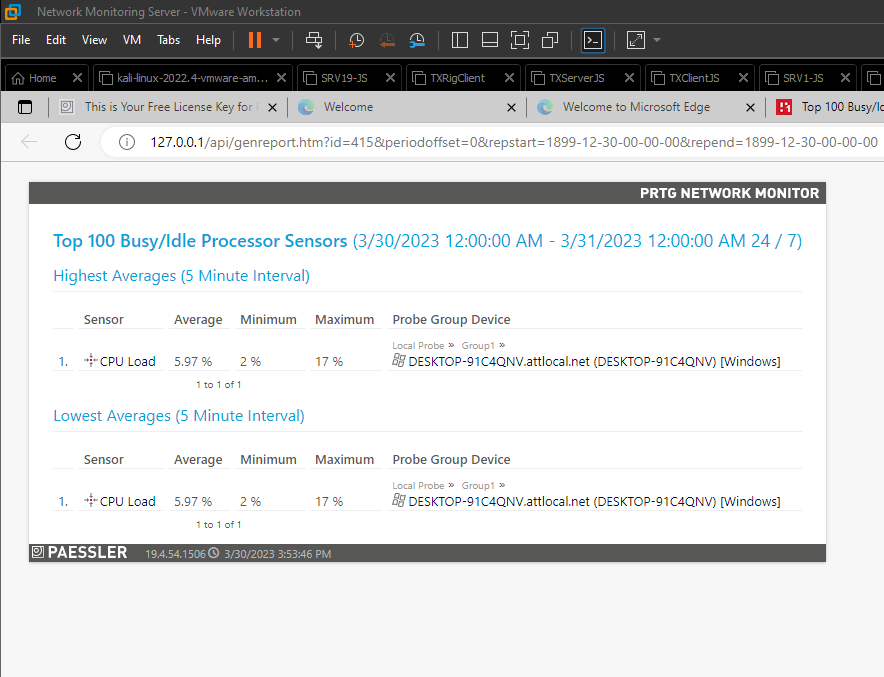 Network Monitoring Server - VMware Workstation
File Edit View VM Tabs Help
Home kali-linux-2022.4-vmware-am... SRV19-JS TXRigClient TXServerJS TXClientJS SRV1-JS
This is Your Free License Key for Welcome Welcome to Microsoft Edge Top 100 Busy/Id
127.0.0.1/api/genreport.htm?id=415&periodoffset=0&repstart=1899-12-30-00-00-00&repend=1899-12-30-00-00-00
PRTG NETWORK MONITOR
Top 100 Busy/Idle Processor Sensors (3/30/2023 12:00:00 AM - 3/31/2023 12:00:00 AM 24 / 7)
Highest Averages (5 Minute Interval)
Sensor Average Minimum Maximum Probe Group Device
Local Probe » Group1 »
1. CPU Load 5.97 % 2 % 17 % DESKTOP-91C4QNV.attlocal.net (DESKTOP-91C4QNV) [Windows]
1 to 1 of 1
Lowest Averages (5 Minute Interval)
Sensor Average Minimum Maximum Probe Group Device
Local Probe » Group1 »
1. CPU Load 5.97 % 2 % 17 % DESKTOP-91C4QNV.attlocal.net (DESKTOP-91C4QNV) [Windows]
1 to 1 of 1
PAESSLER 19.4.54.1506 3/30/2023 3:53:46 PM